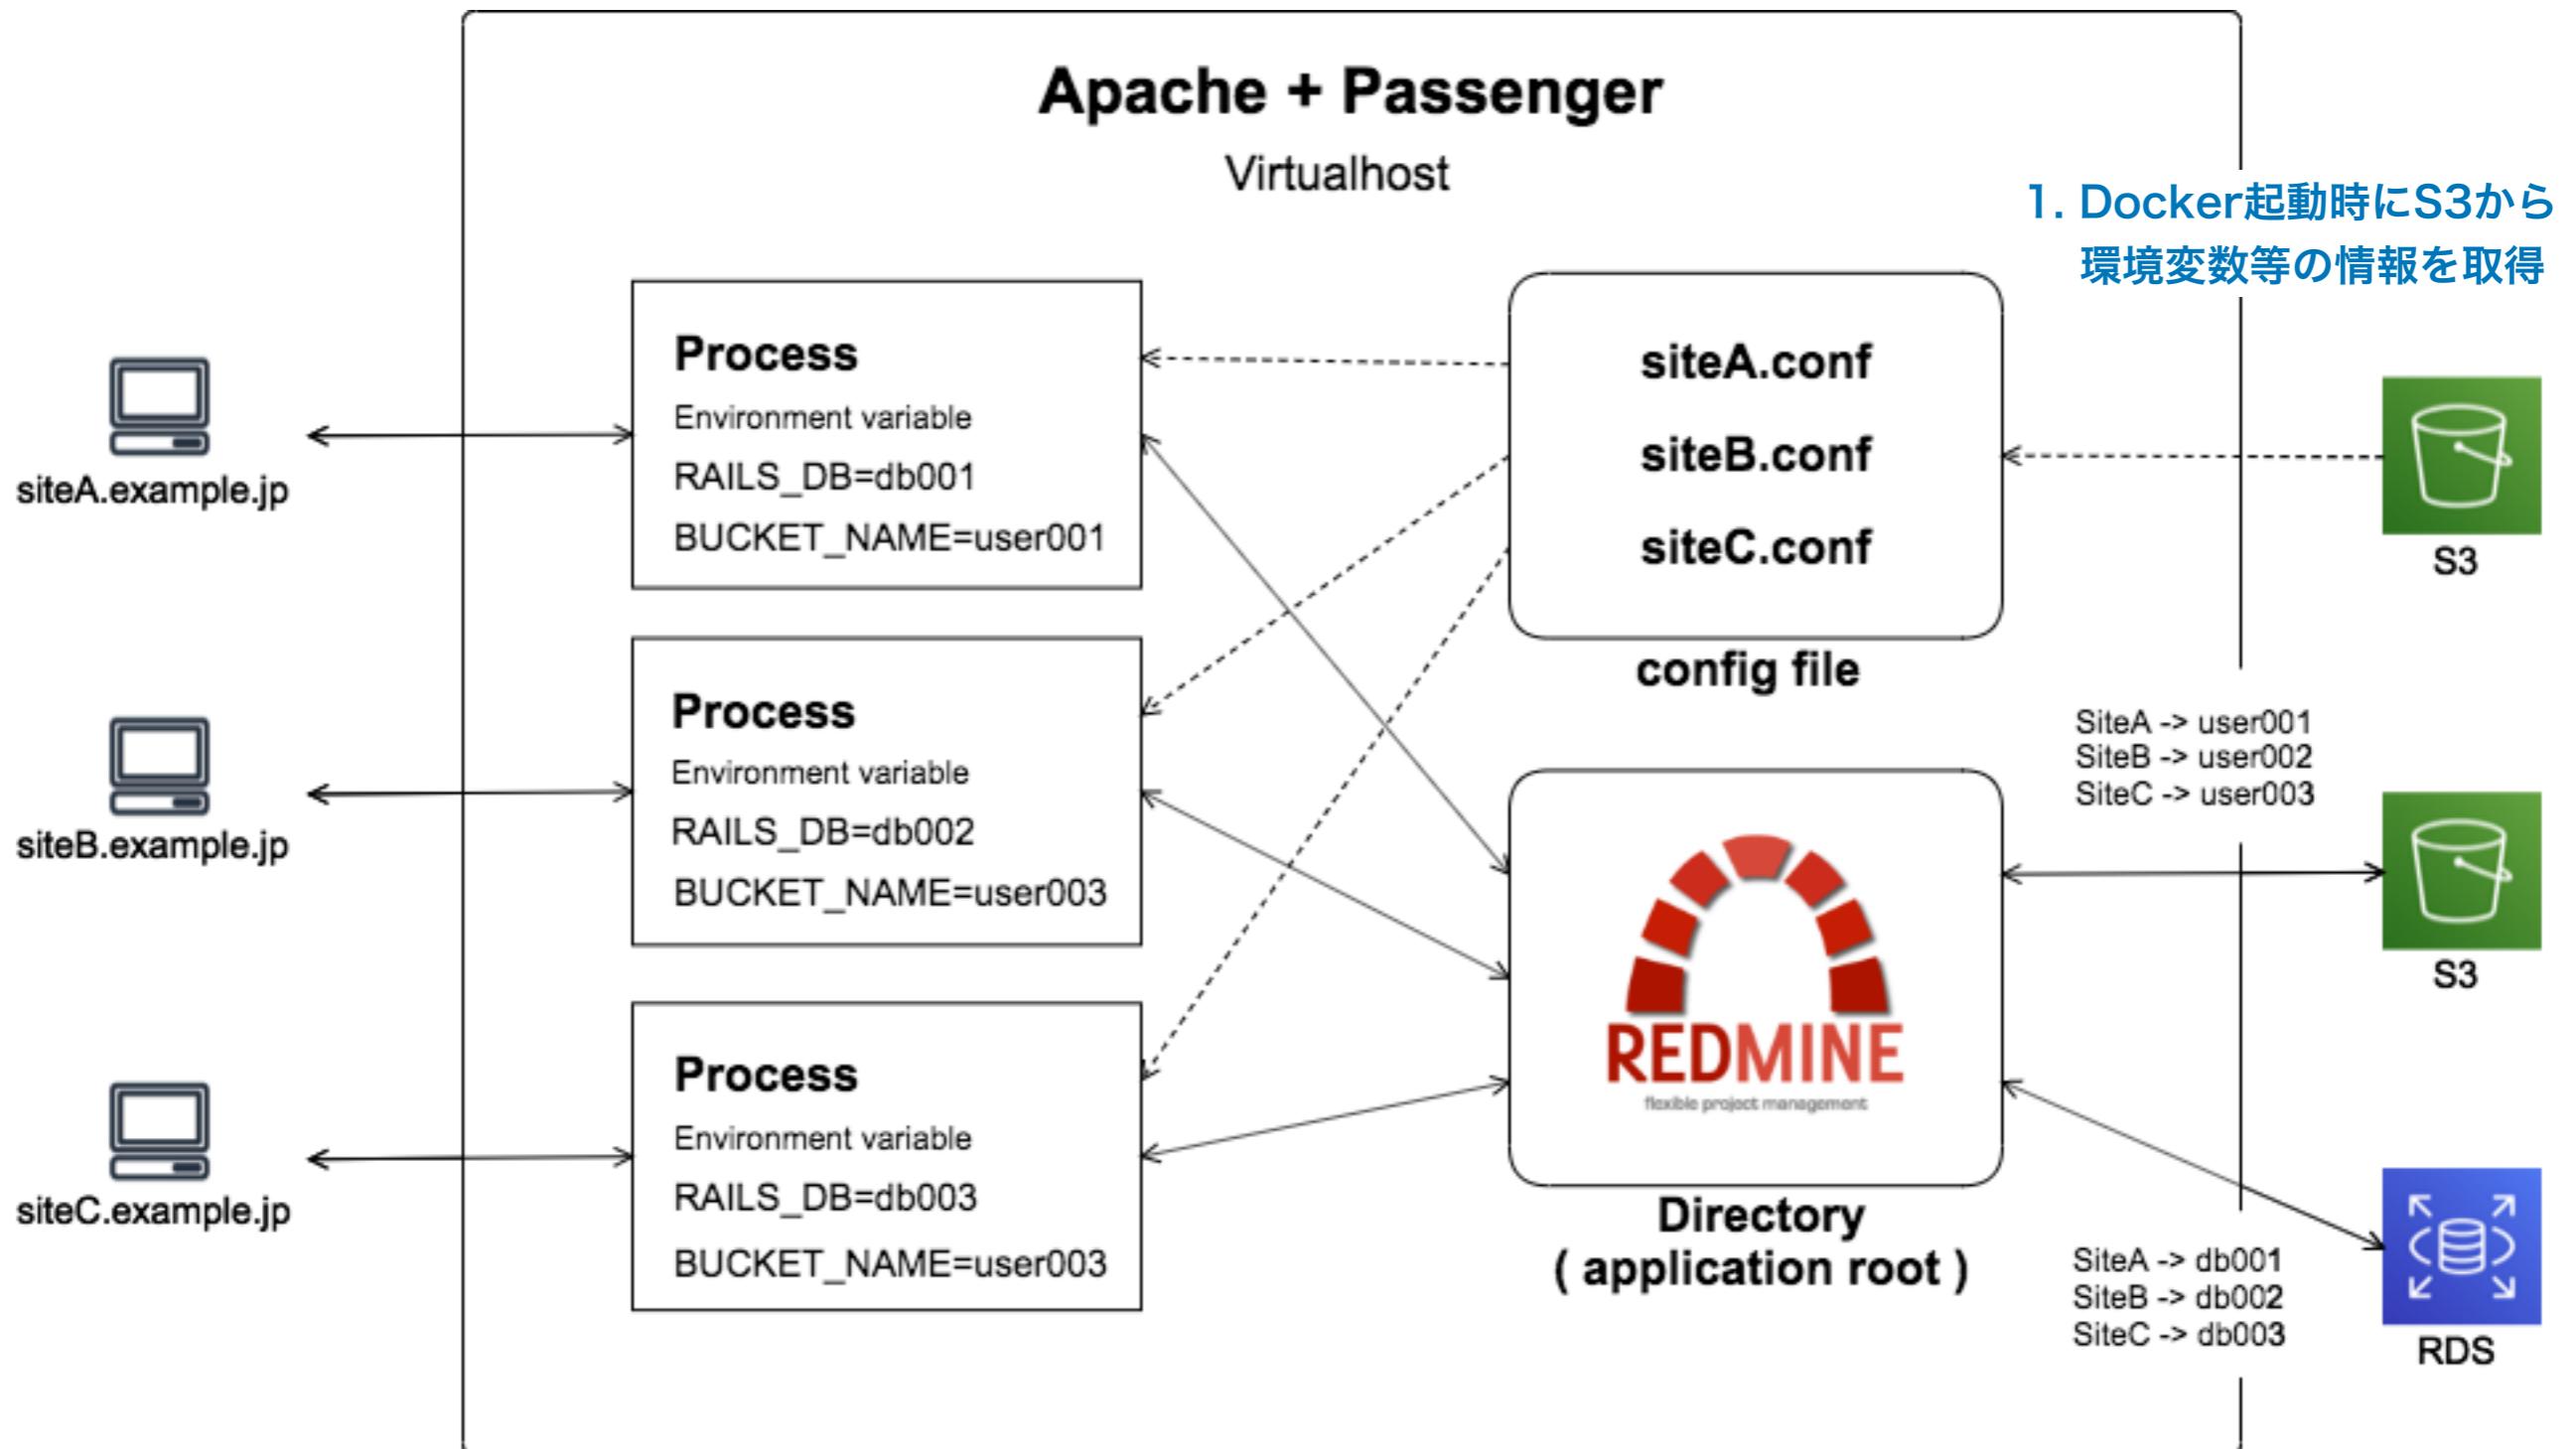 Apache + Passenger
Virtualhost
1. Docker起動時にS3から
環境変数等の情報を取得
siteA.example.jp
Process
Environment variable
RAILS_DB=db001
BUCKET_NAME=user001
siteA.conf
siteB.conf
siteC.conf
config file
S3
siteB.example.jp
Process
Environment variable
RAILS_DB=db002
BUCKET_NAME=user003
SiteA -> user001
SiteB -> user002
SiteC -> user003
S3
REDMINE
flexible project management
Directory
( application root )
siteC.example.jp
Process
Environment variable
RAILS_DB=db003
BUCKET_NAME=user003
SiteA -> db001
SiteB -> db002
SiteC -> db003
RDS